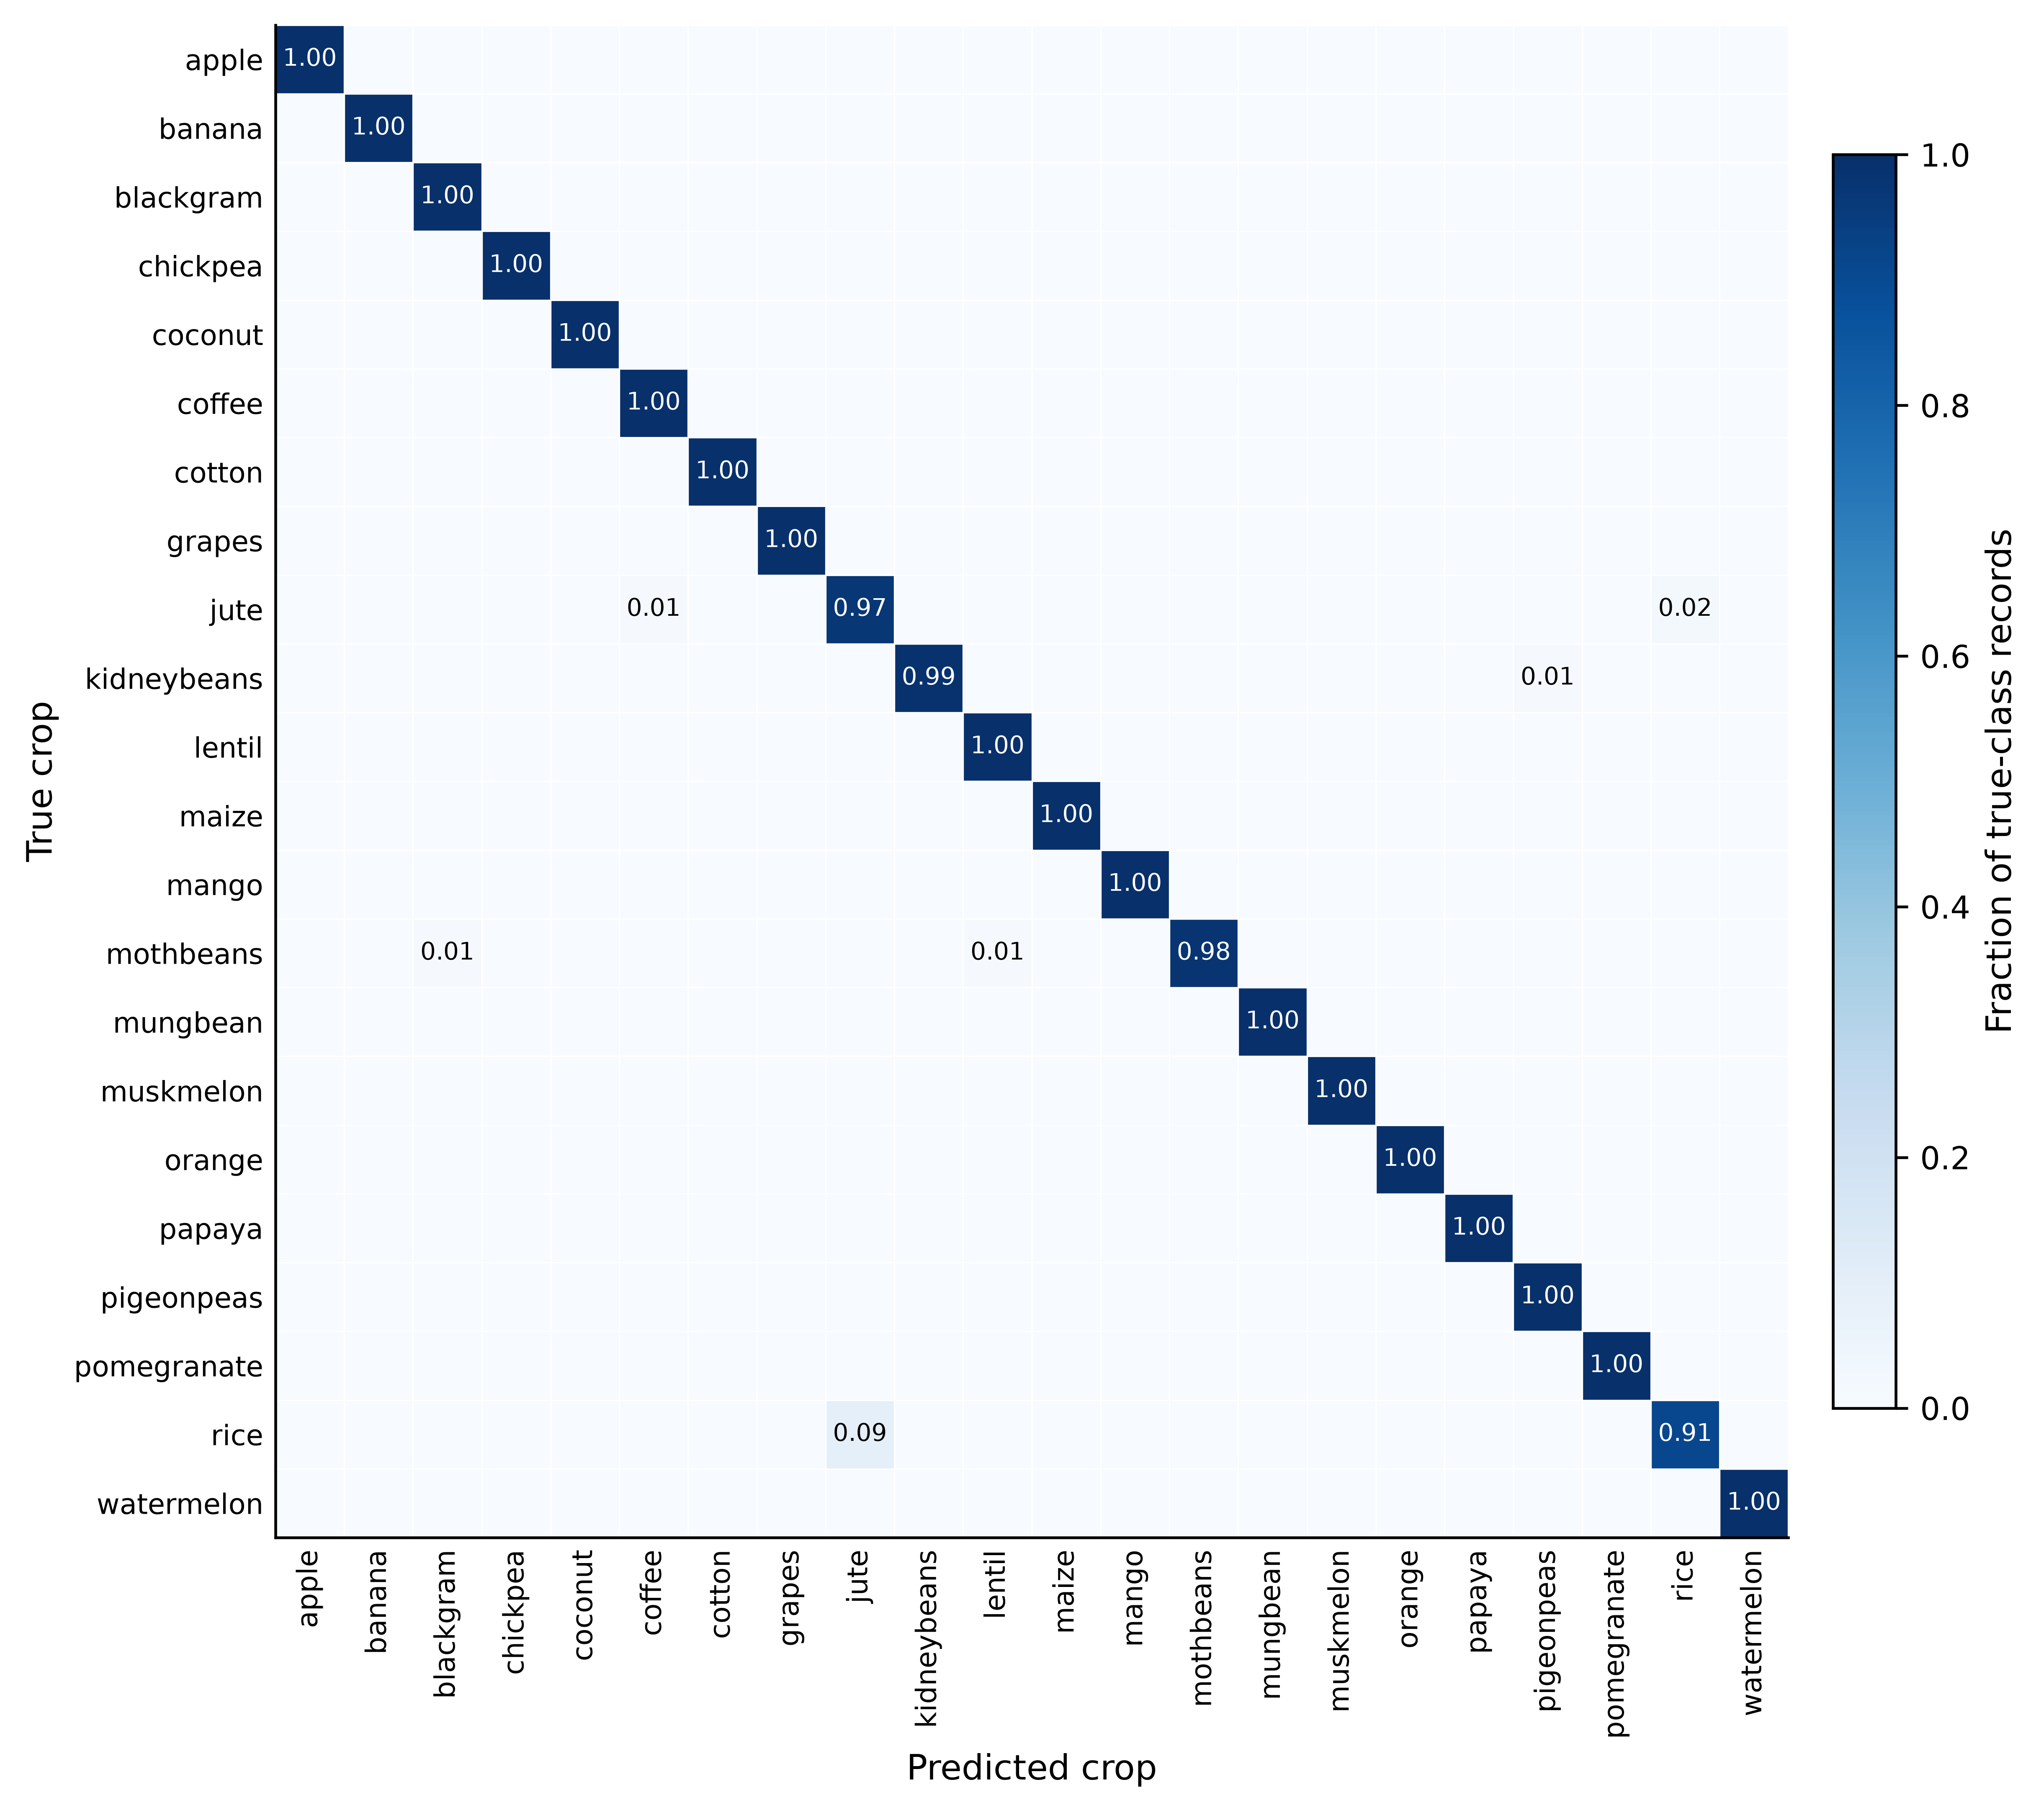 apple 1.00
banana 1.00
blackgram 1.00
chickpea 1.00
coconut 1.00
coffee 1.00
cotton 1.00
grapes 1.00
jute 0.01 0.97 0.02
kidneybeans 0.99 0.01
lentil 1.00
maize 1.00
mango 1.00
mothbeans 0.01 0.01 0.98
mungbean 1.00
muskmelon 1.00
orange 1.00
papaya 1.00
pigeonpeas 1.00
pomegranate 1.00
rice 0.09 0.91
watermelon 1.00
True crop
apple
banana
blackgram
chickpea
coconut
coffee
cotton
grapes
jute
kidneybeans
lentil
maize
mango
mothbeans
mungbean
muskmelon
orange
papaya
pigeonpeas
pomegranate
rice
watermelon
Predicted crop
1.0
0.8
0.6
0.4
0.2
0.0
Fraction of true-class records